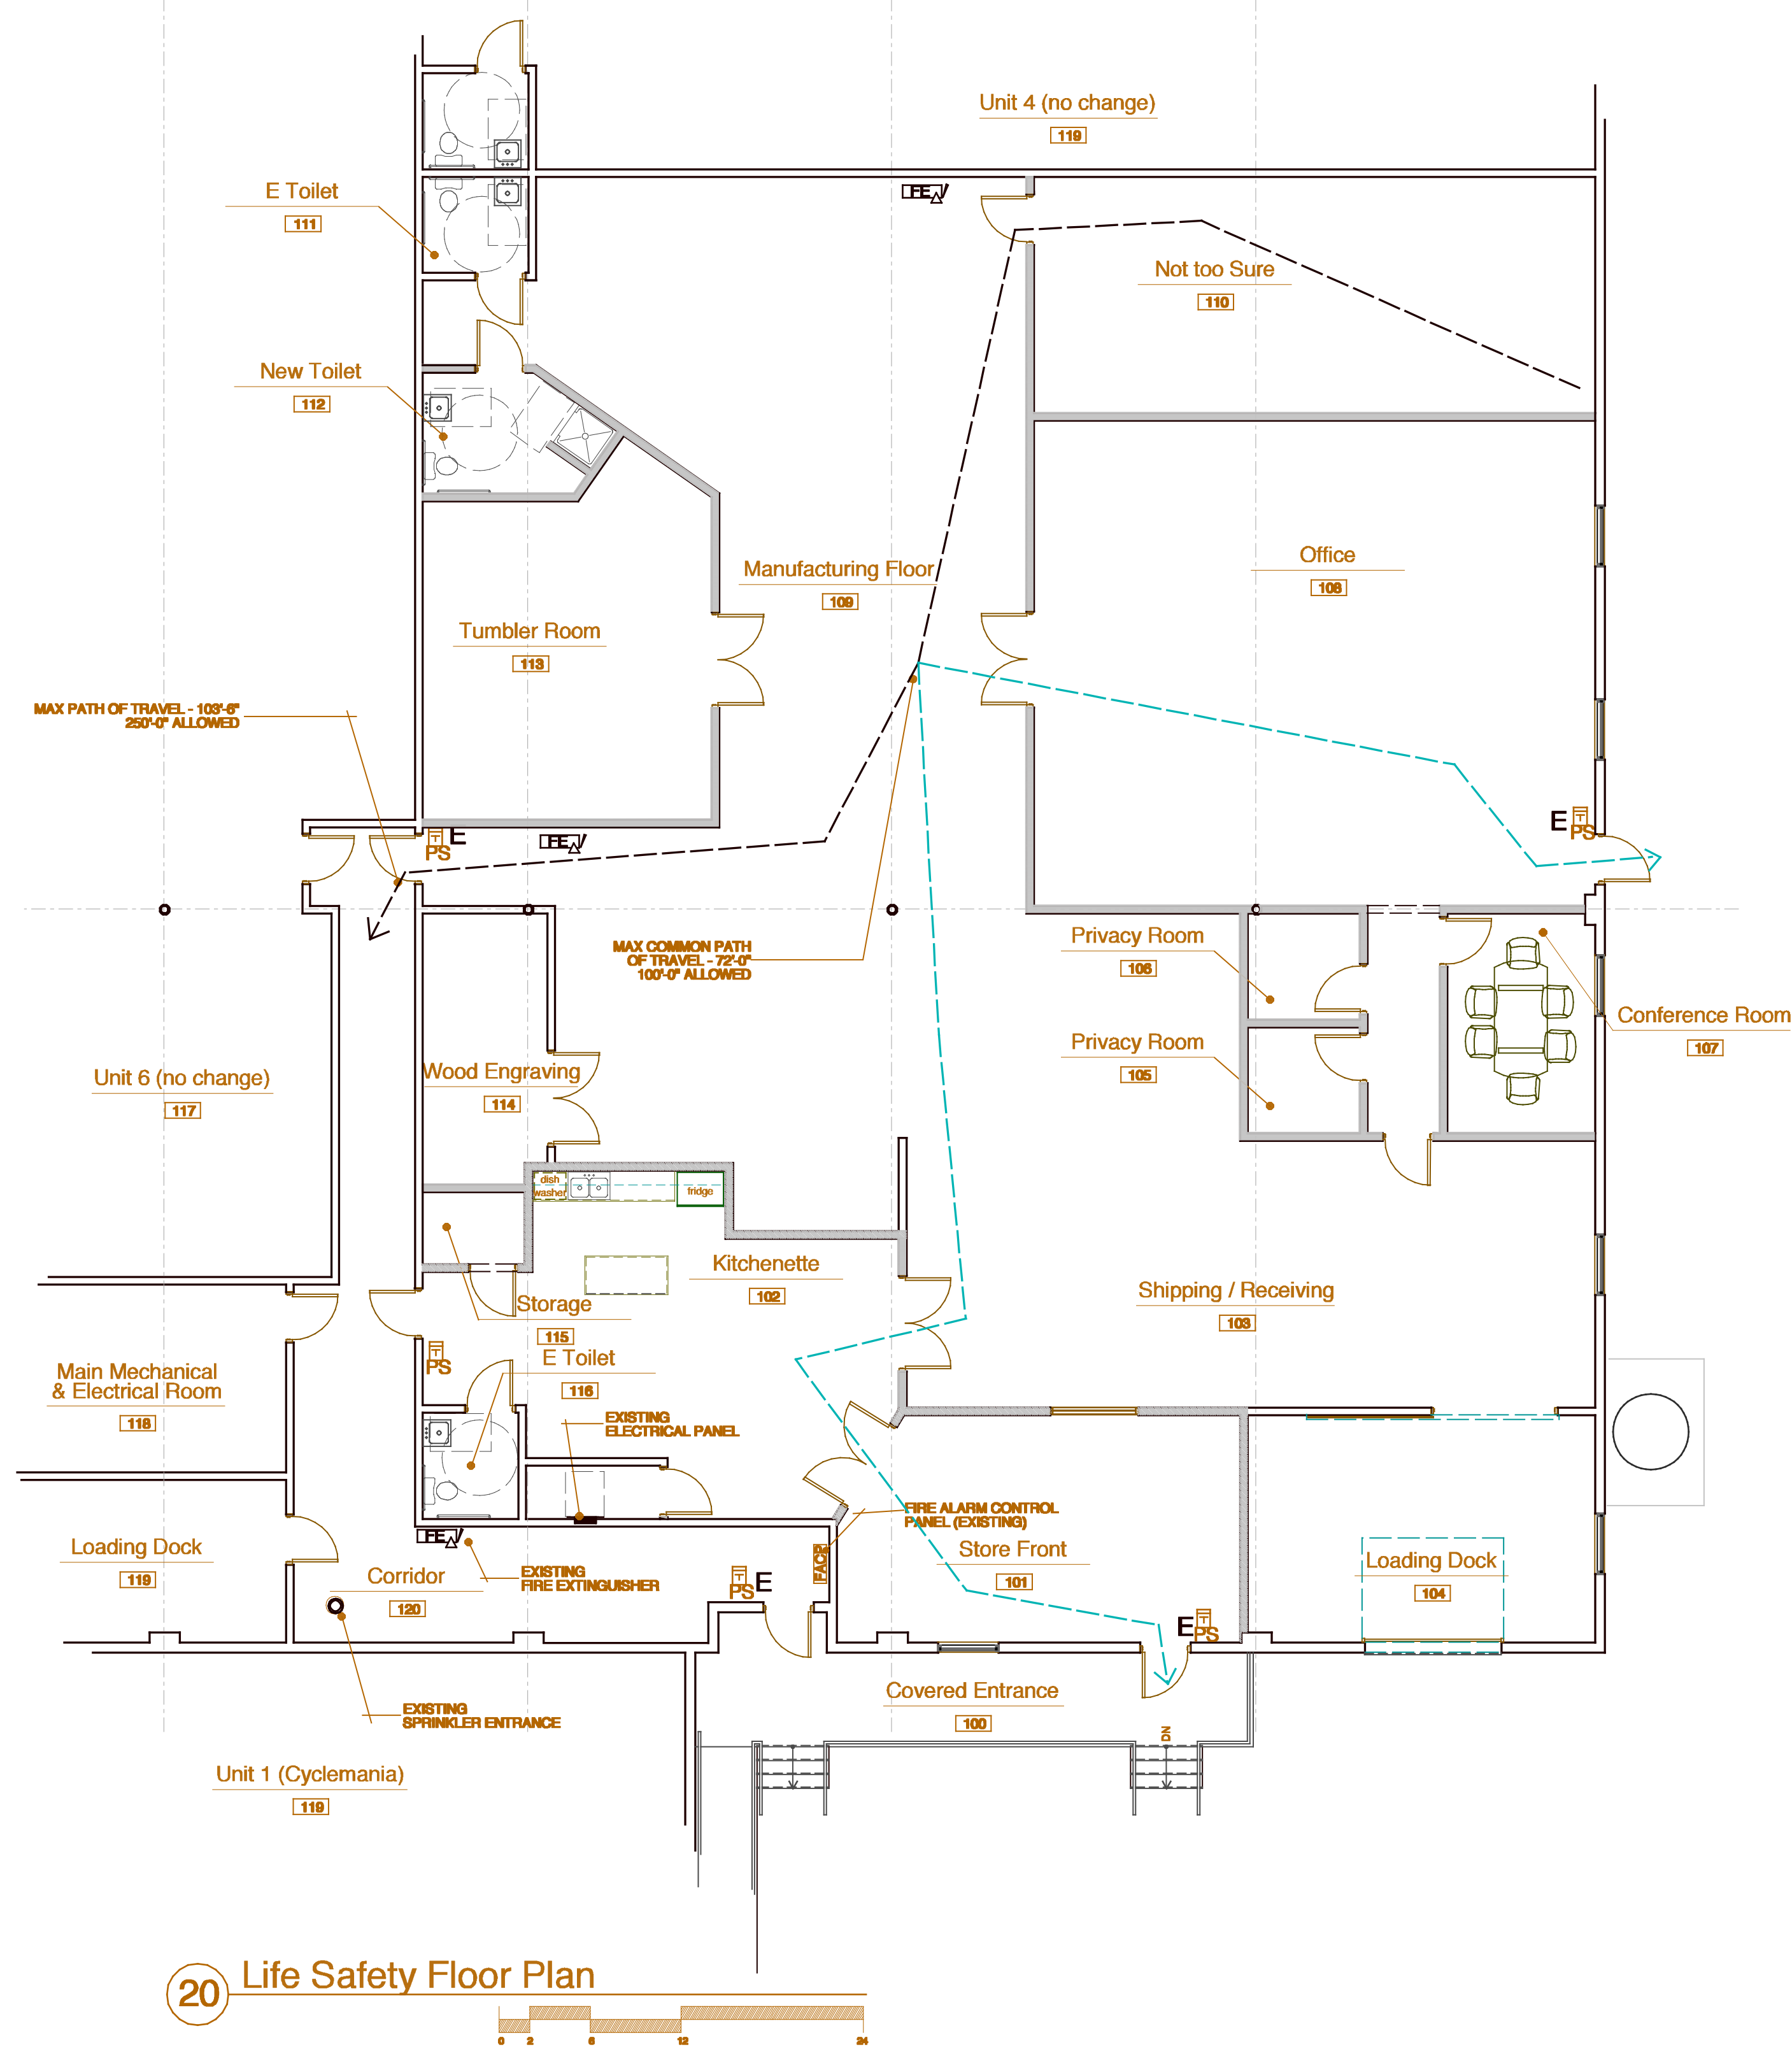 Unit 4 (no change)
119
FE
E Toilet
111
Not too Sure
110
New Toilet
112
Office
108
Manufacturing Floor
109
Tumbler Room
113
MAX PATH OF TRAVEL - 103'-6"
250'-0" ALLOWED
E
PS
FE
E
PS
MAX COMMON PATH
OF TRAVEL - 72'-0"
100'-0" ALLOWED
Privacy Room
106
Conference Room
107
Privacy Room
105
Unit 6 (no change)
117
Wood Engraving
114
dish
washer
fridge
Kitchenette
102
Storage
115
Shipping / Receiving
103
PS
E Toilet
116
Main Mechanical
& Electrical Room
118
EXISTING
ELECTRICAL PANEL
FIRE ALARM CONTROL
PANEL (EXISTING)
FE
Loading Dock
119
Store Front
101
Loading Dock
104
EXISTING
FIRE EXTINGUISHER
FACP
Corridor
120
PS
E
E
PS
Covered Entrance
100
EXISTING
SPRINKLER ENTRANCE
DN
Unit 1 (Cyclemania)
119
20
Life Safety Floor Plan
0 2 6 12 24